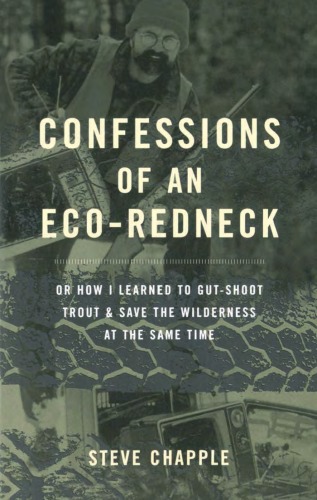 CONFESSIONS
OF AN
ECO-REDNECK
OR HOW I LEARNED TO GUT-SHOOT
TROUT & SAVE THE WILDERNESS
AT THE SAME TIME
STEVE CHAPPLE